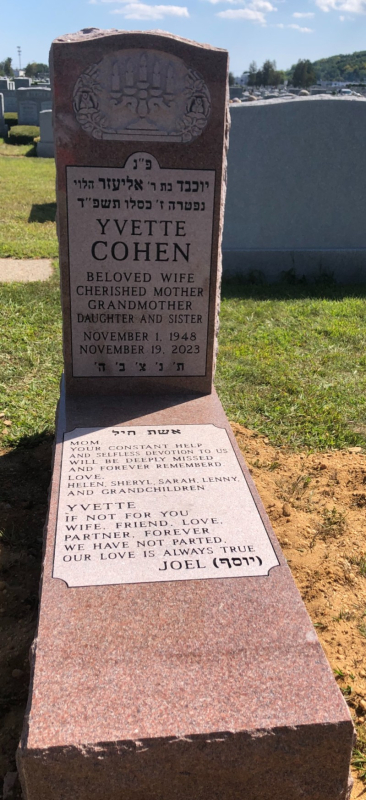 פ"נ
יוכבד בת ר' אליעזר הלוי
נפטרה ז' כסלו תשפ"ד
YVETTE
COHEN
BELOVED WIFE
CHERISHED MOTHER
GRANDMOTHER
DAUGHTER AND SISTER
NOVEMBER 1, 1948
NOVEMBER 19, 2023
ת' נ' צ' ב' ה'
אשת חיל
MOM,
YOUR CONSTANT HELP
AND SELFLESS DEVOTION TO US
WILL BE DEEPLY MISSED
AND FOREVER REMEMBERD
LOVE,
HELEN, SHERYL, SARAH, LENNY,
AND GRANDCHILDREN
YVETTE
IF NOT FOR YOU
WIFE, FRIEND, LOVE,
PARTNER, FOREVER
WE HAVE NOT PARTED,
OUR LOVE IS ALWAYS TRUE
JOEL (יוסף)